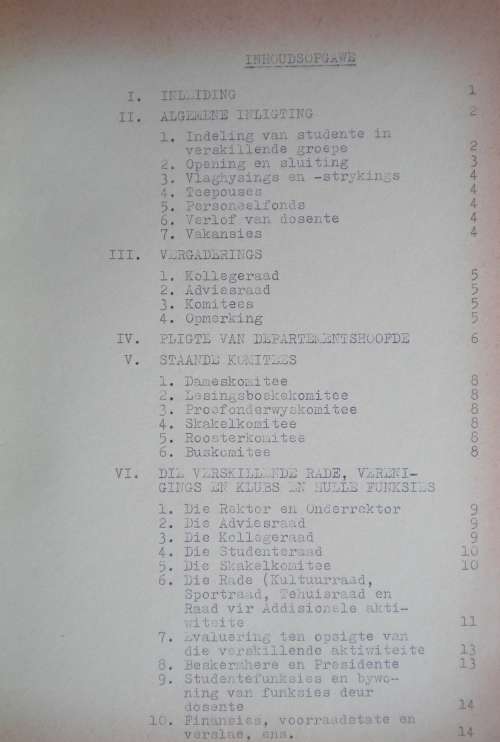 INHOUDSOFGAWE
I. INLEIDING 1
II. ALGEMENE INLIGTING 2
1. Indeling van studente in
verskillende groepe 2
2. Opening en sluiting 3
3. Vlaghysings en -strykings 4
4. Teepouses 4
5. Personeelfonds 4
6. Verlof van dosente 4
7. Vakansies 4
III. VERGADERINGS
1. Kollegeraad 5
2. Adviesraad 5
3. Komitees 5
4. Opmerking 5
IV. PLIGTE VAN DEPARTEMENTSHOOFDE 6
V. STAANDE KOMITEES
1. Dameskomitee 8
2. Lesingsboekekomitee 8
3. Proefonderwyskomitee 8
4. Skakelkomitee 8
5. Roosterkomitee 8
6. Buskomitee 8
VI. DIE VERSKILLENDE RADE, VERENI-
GINGS EN KLUBS EN HULLE FUNKSIES
1. Die Rektor en Onderrektor 9
2. Die Adviesraad 9
3. Die Kollegeraad 9
4. Die Studenteraad 10
5. Die Skakelkomitee 10
6. Die Rade (Kultuurraad,
Sportraad, Tehuisraad en
Raad vir Addisionele akti-
witeite 11
7. Evaluering ten opsigte van
die verskillende aktiwiteite 13
8. Beskermhere en Presidente 13
9. Studentefunksies en bywo-
ning van funksies deur
dosente 14
10. Finansies, voorraadstate en
verslae, ens. 14